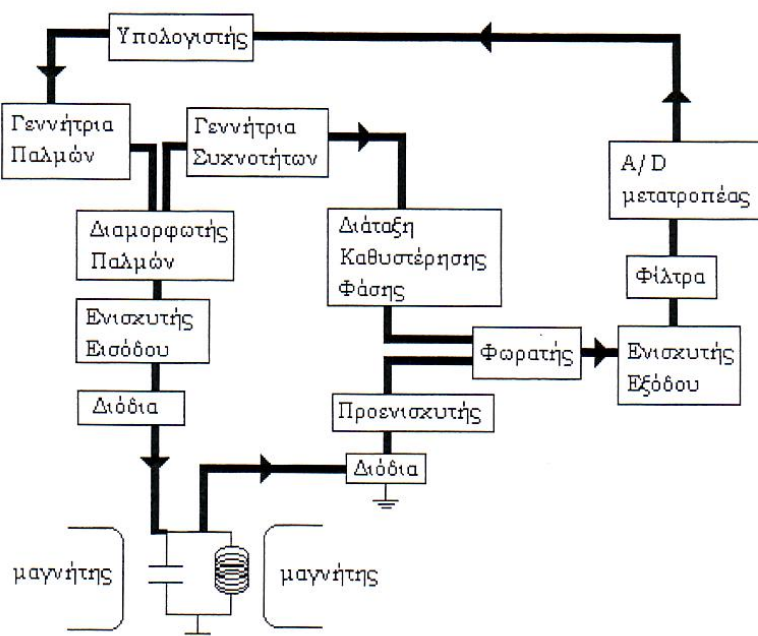 Υπολογιστής
Γεννήτρια
Παλμών
Γεννήτρια
Συχνοτήτων
A/D
μετατροπέας
Διαμορφωτής
Παλμών
Διάταξη
Καθυστέρησης
Φάσης
Φίλτρα
Ενισχυτής
Εισόδου
Φωρατής
Ενισχυτής
Εξόδου
Διόδια
Προενισχυτής
Διόδια
μαγνήτης
μαγνήτης